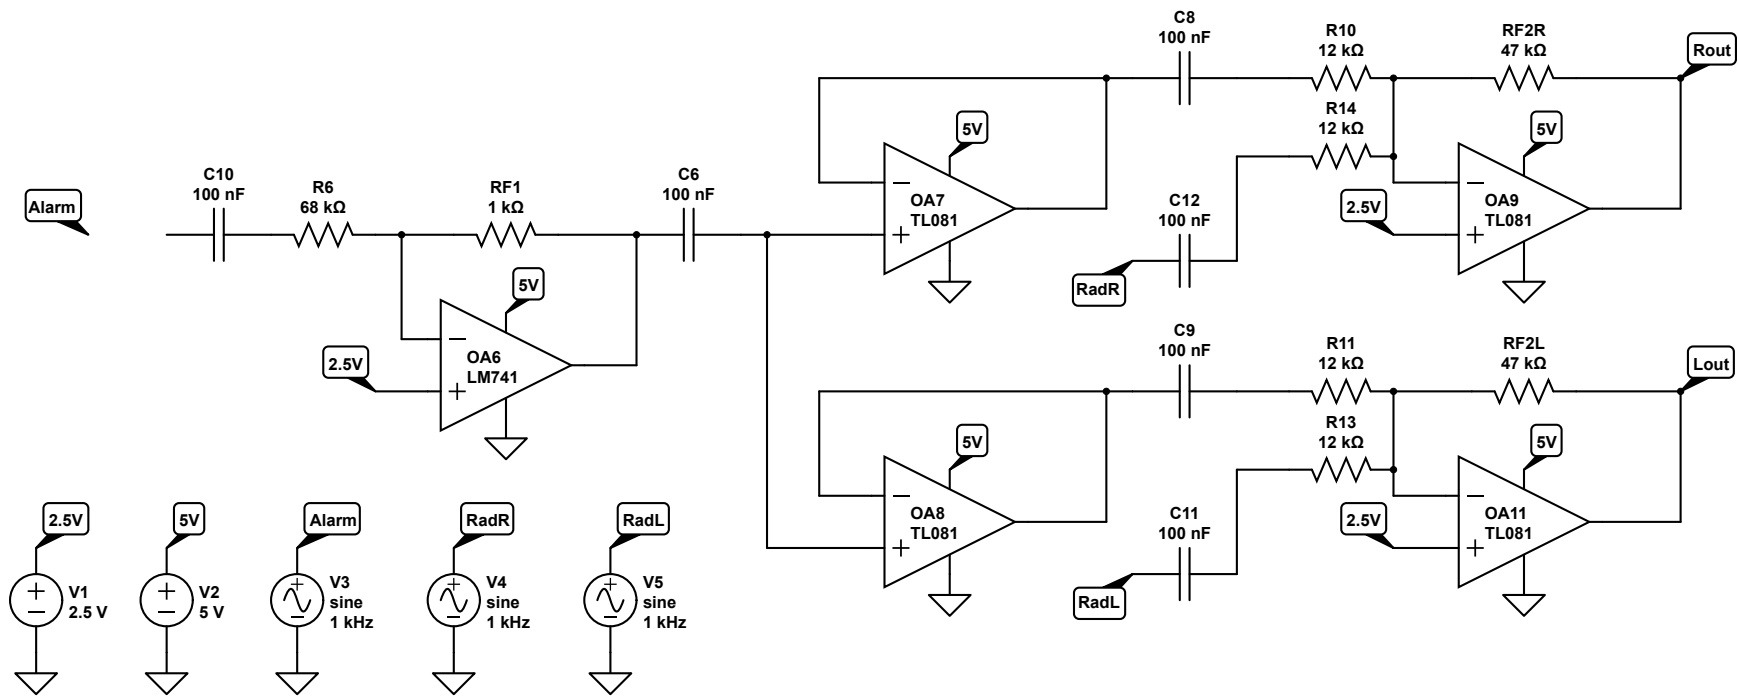 C8
100 nF
R10
12 kΩ
RF2R
47 kΩ
Rout
R14
12 kΩ
5V
OA7
TL081
5V
OA9
TL081
2.5V
C12
100 nF
RadR
Alarm
C10
100 nF
R6
68 kΩ
RF1
1 kΩ
C6
100 nF
5V
2.5V
OA6
LM741
C9
100 nF
R11
12 kΩ
RF2L
47 kΩ
Lout
R13
12 kΩ
5V
OA8
TL081
5V
OA11
TL081
2.5V
C11
100 nF
RadL
2.5V
V1
2.5 V
5V
V2
5 V
Alarm
V3
sine
1 kHz
RadR
V4
sine
1 kHz
RadL
V5
sine
1 kHz